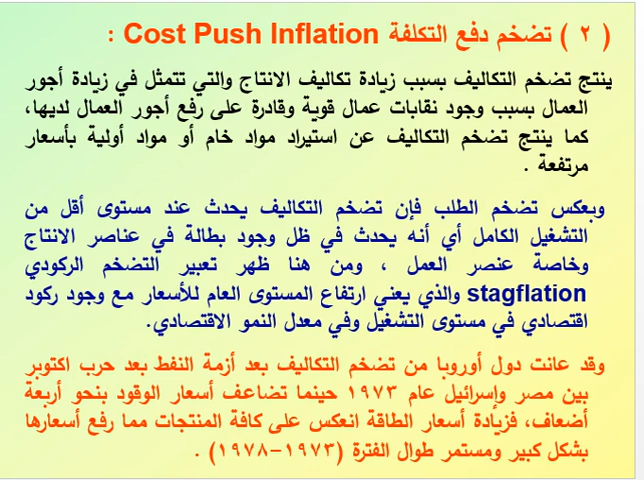 ( ٢ ) تضخم دفع التكلفة Cost Push Inflation :
ينتج تضخم التكاليف بسبب زيادة تكاليف الانتاج والتي تتمثل في زيادة أجور
العمال بسبب وجود نقابات عمال قوية وقادرة على رفع أجور العمال لديها،
كما ينتج تضخم التكاليف عن استيراد مواد خام أو مواد أولية بأسعار
مرتفعة .
وبعكس تضخم الطلب فإن تضخم التكاليف يحدث عند مستوى أقل من
التشغيل الكامل أي أنه يحدث في ظل وجود بطالة في عناصر الانتاج
وخاصة عنصر العمل ، ومن هنا ظهر تعبير التضخم الركودي
stagflation والذي يعني ارتفاع المستوى العام للأسعار مع وجود ركود
اقتصادي في مستوى التشغيل وفي معدل النمو الاقتصادي.
وقد عانت دول أوروبا من تضخم التكاليف بعد أزمة النفط بعد حرب اكتوبر
بين مصر وإسرائيل عام ١٩٧٣ حينما تضاعف أسعار الوقود بنحو أربعة
أضعاف، فزيادة أسعار الطاقة انعكس على كافة المنتجات مما رفع أسعارها
بشكل كبير ومستمر طوال الفترة (١٩٧٣-١٩٧٨) .